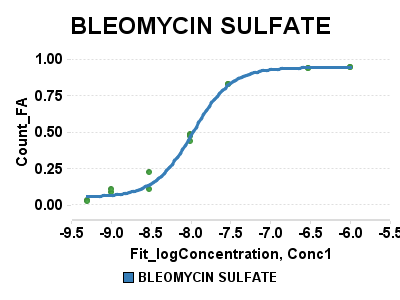 BLEOMYCIN SULFATE
1.00
0.75
0.50
0.25
0.00
Count_FA
-9.5 -9.0 -8.5 -8.0 -7.5 -7.0 -6.5 -6.0 -5.5
Fit_logConcentration, Conc1
BLEOMYCIN SULFATE